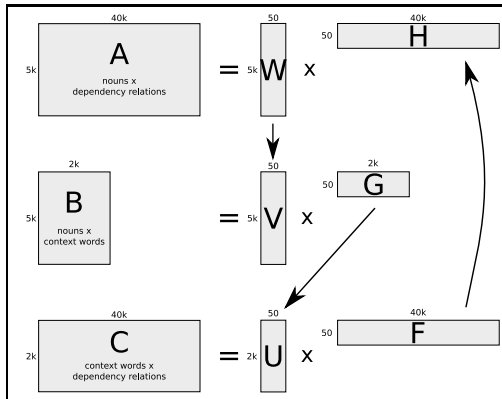 40k 50 40k
5k A = 5k W x 50 H
nouns x
dependency relations
2k 50 2k
5k B = 5k V x 50 G
nouns x
context words
40k 50 40k
2k C = 2k U x 50 F
context words x
dependency relations